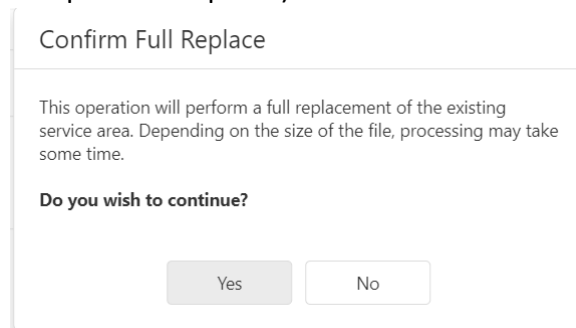 Confirm Full Replace
This operation will perform a full replacement of the existing
service area. Depending on the size of the file, processing may take
some time.
Do you wish to continue?
Yes No